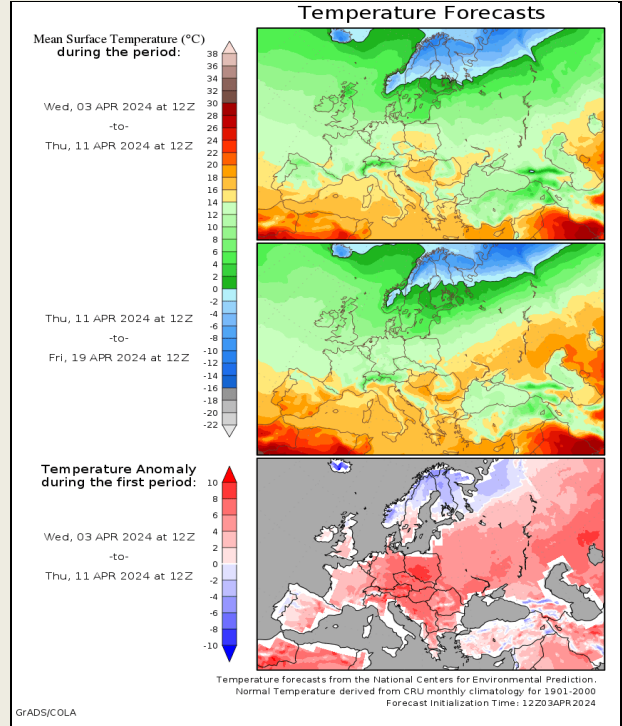 Temperature Forecasts
Mean Surface Temperature (°C)
during the period:
38
36
34
32
30
28
26
24
22
20
18
16
14
12
10
8
6
4
2
0
-2
-4
-6
-8
-10
-12
-14
-16
-18
-20
-22
Wed, 03 APR 2024 at 12Z
-to-
Thu, 11 APR 2024 at 12Z
Thu, 11 APR 2024 at 12Z
-to-
Fri, 19 APR 2024 at 12Z
Temperature Anomaly
during the first period:
10
8
6
4
2
0
-2
-4
-6
-8
-10
Wed, 03 APR 2024 at 12Z
-to-
Thu, 11 APR 2024 at 12Z
Temperature forecasts from the National Centers for Environmental Prediction.
Normal Temperature derived from CRU monthly climatology for 1901-2000
Forecast Initialization Time: 12Z03APR2024
GrADS/COLA